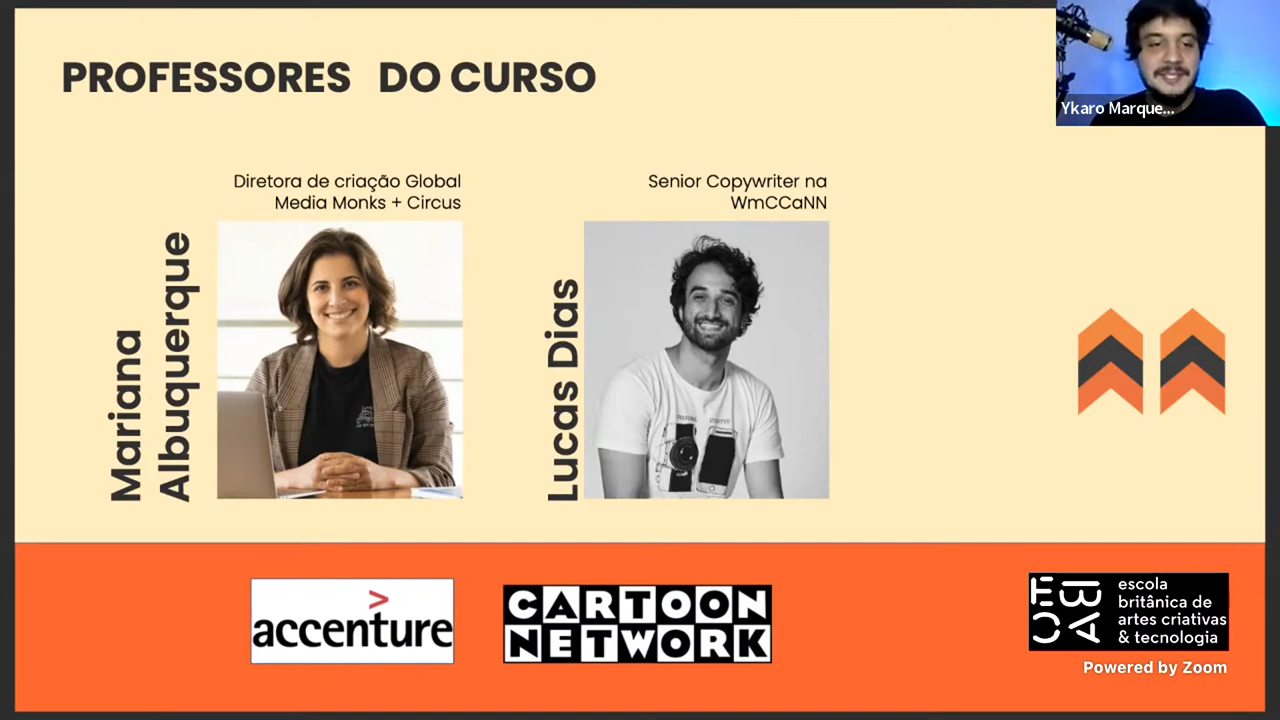 PROFESSORES DO CURSO
Ykaro Marque...
Diretora de criação Global
Media Monks + Circus
Mariana
Albuquerque
Senior Copywriter na
WmCCaNN
Lucas Dias
accenture
CARTOON
NETWORK
EBAC
escola
britânica de
artes criativas
& tecnologia
Powered by Zoom